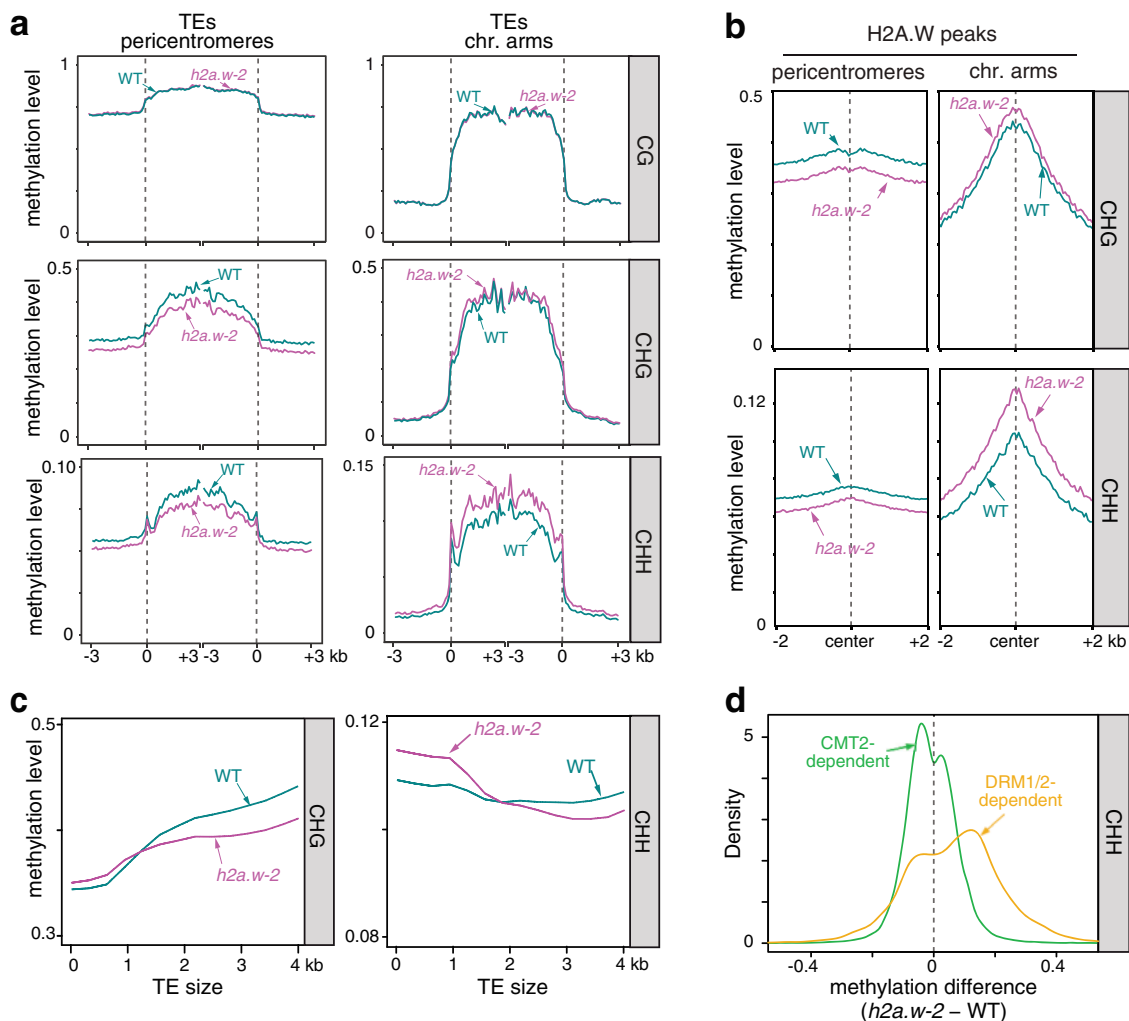 a
TEs
pericentromeres
TEs
chr. arms
methylation level
1
0
WT
h2a.w-2
WT
h2a.w-2
CG
methylation level
0.5
0
WT
h2a.w-2
0.5
0
h2a.w-2
WT
CHG
methylation level
0.10
0
WT
h2a.w-2
0.15
0
h2a.w-2
WT
CHH
-3 0 +3 -3 0 +3 kb
-3 0 +3 -3 0 +3 kb
b
H2A.W peaks
pericentromeres
chr. arms
methylation level
0.5
0
WT
h2a.w-2
h2a.w-2
WT
CHG
methylation level
0.12
0
WT
h2a.w-2
h2a.w-2
WT
CHH
-2 center +2
-2 center +2 kb
c
methylation level
0.5
0.3
WT
h2a.w-2
CHG
0 1 2 3 4 kb
TE size
0.12
0.08
h2a.w-2
WT
CHH
0 1 2 3 4 kb
TE size
d
Density
5
0
CMT2-
dependent
DRM1/2-
dependent
CHH
-0.4 0 0.4
methylation difference
(h2a.w-2 – WT)